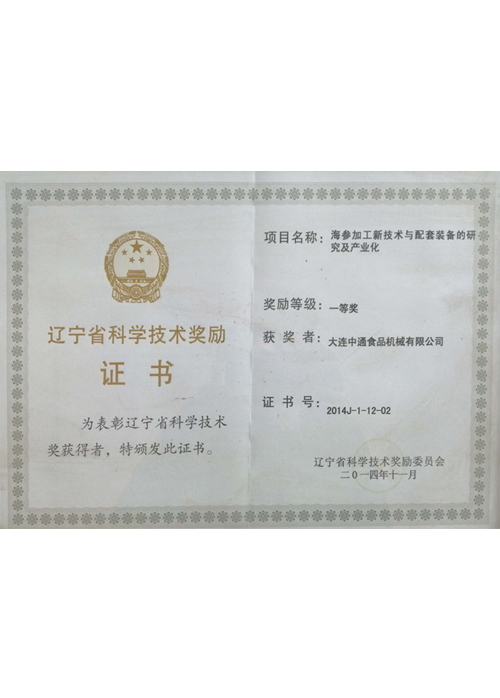 辽宁省科学技术奖励
证书
为表彰辽宁省科学技术
奖获得者，特颁发此证书。
项目名称：海参加工新技术与配套装备的研
究及产业化
奖励等级：一等奖
获奖者：大连中通食品机械有限公司
证书号：2014J-1-12-02
辽宁省科学技术奖励委员会
二0一四年十一月